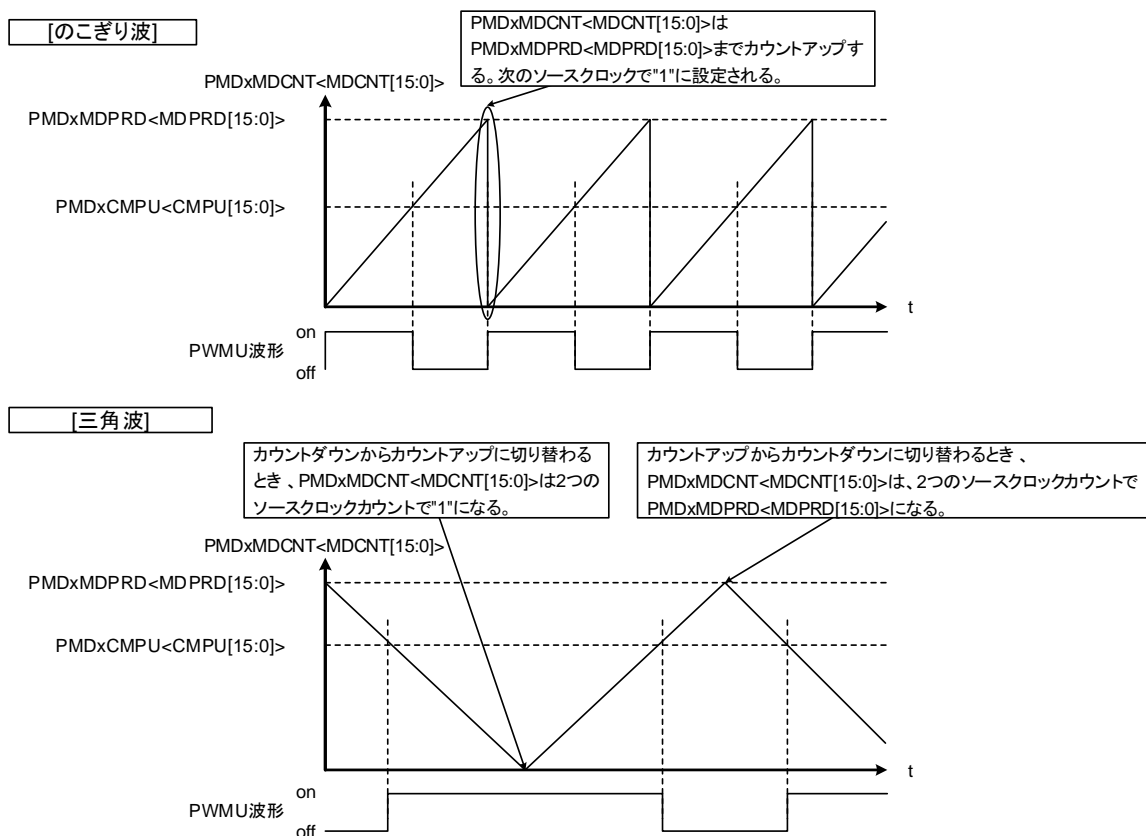 [のこぎり波]
PMDxMDCNT<MDCNT[15:0]>は
PMDxMDPRD<MDPRD[15:0]>までカウントアップす
る。次のソースクロックで"1"に設定される。
PMDxMDCNT<MDCNT[15:0]>
PMDxMDPRD<MDPRD[15:0]>
PMDxCMPU<CMPU[15:0]>
t
on
PWMU波形
off
[三角波]
カウントダウンからカウントアップに切り替わる
とき 、PMDxMDCNT<MDCNT[15:0]>は2つの
ソースクロックカウントで"1"になる。
カウントアップからカウントダウンに切り替わるとき 、
PMDxMDCNT<MDCNT[15:0]>は、2つのソースクロックカウントで
PMDxMDPRD<MDPRD[15:0]>になる。
PMDxMDCNT<MDCNT[15:0]>
PMDxMDPRD<MDPRD[15:0]>
PMDxCMPU<CMPU[15:0]>
t
on
PWMU波形
off